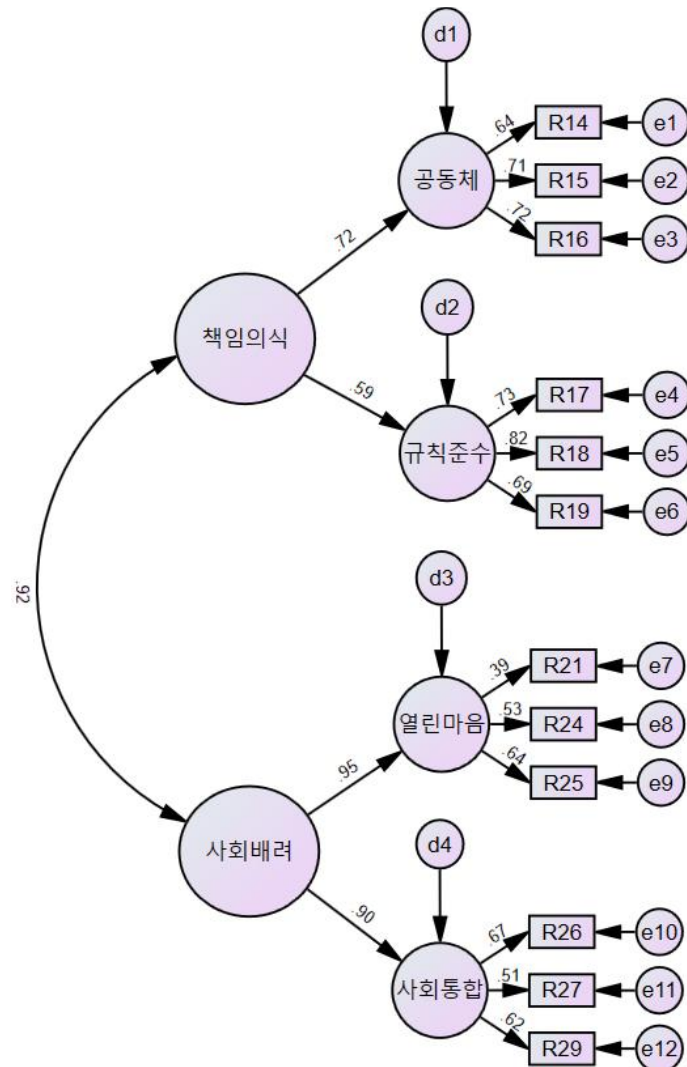 d1
.64
R14
e1
공동체
.71
R15
e2
.72
R16
e3
.72
d2
책임의식
.59
.73
R17
e4
규칙준수
.82
R18
e5
.69
R19
e6
.92
d3
.39
R21
e7
열린마음
.53
R24
e8
.64
R25
e9
.95
사회배려
d4
.90
.67
R26
e10
사회통합
.51
R27
e11
.62
R29
e12